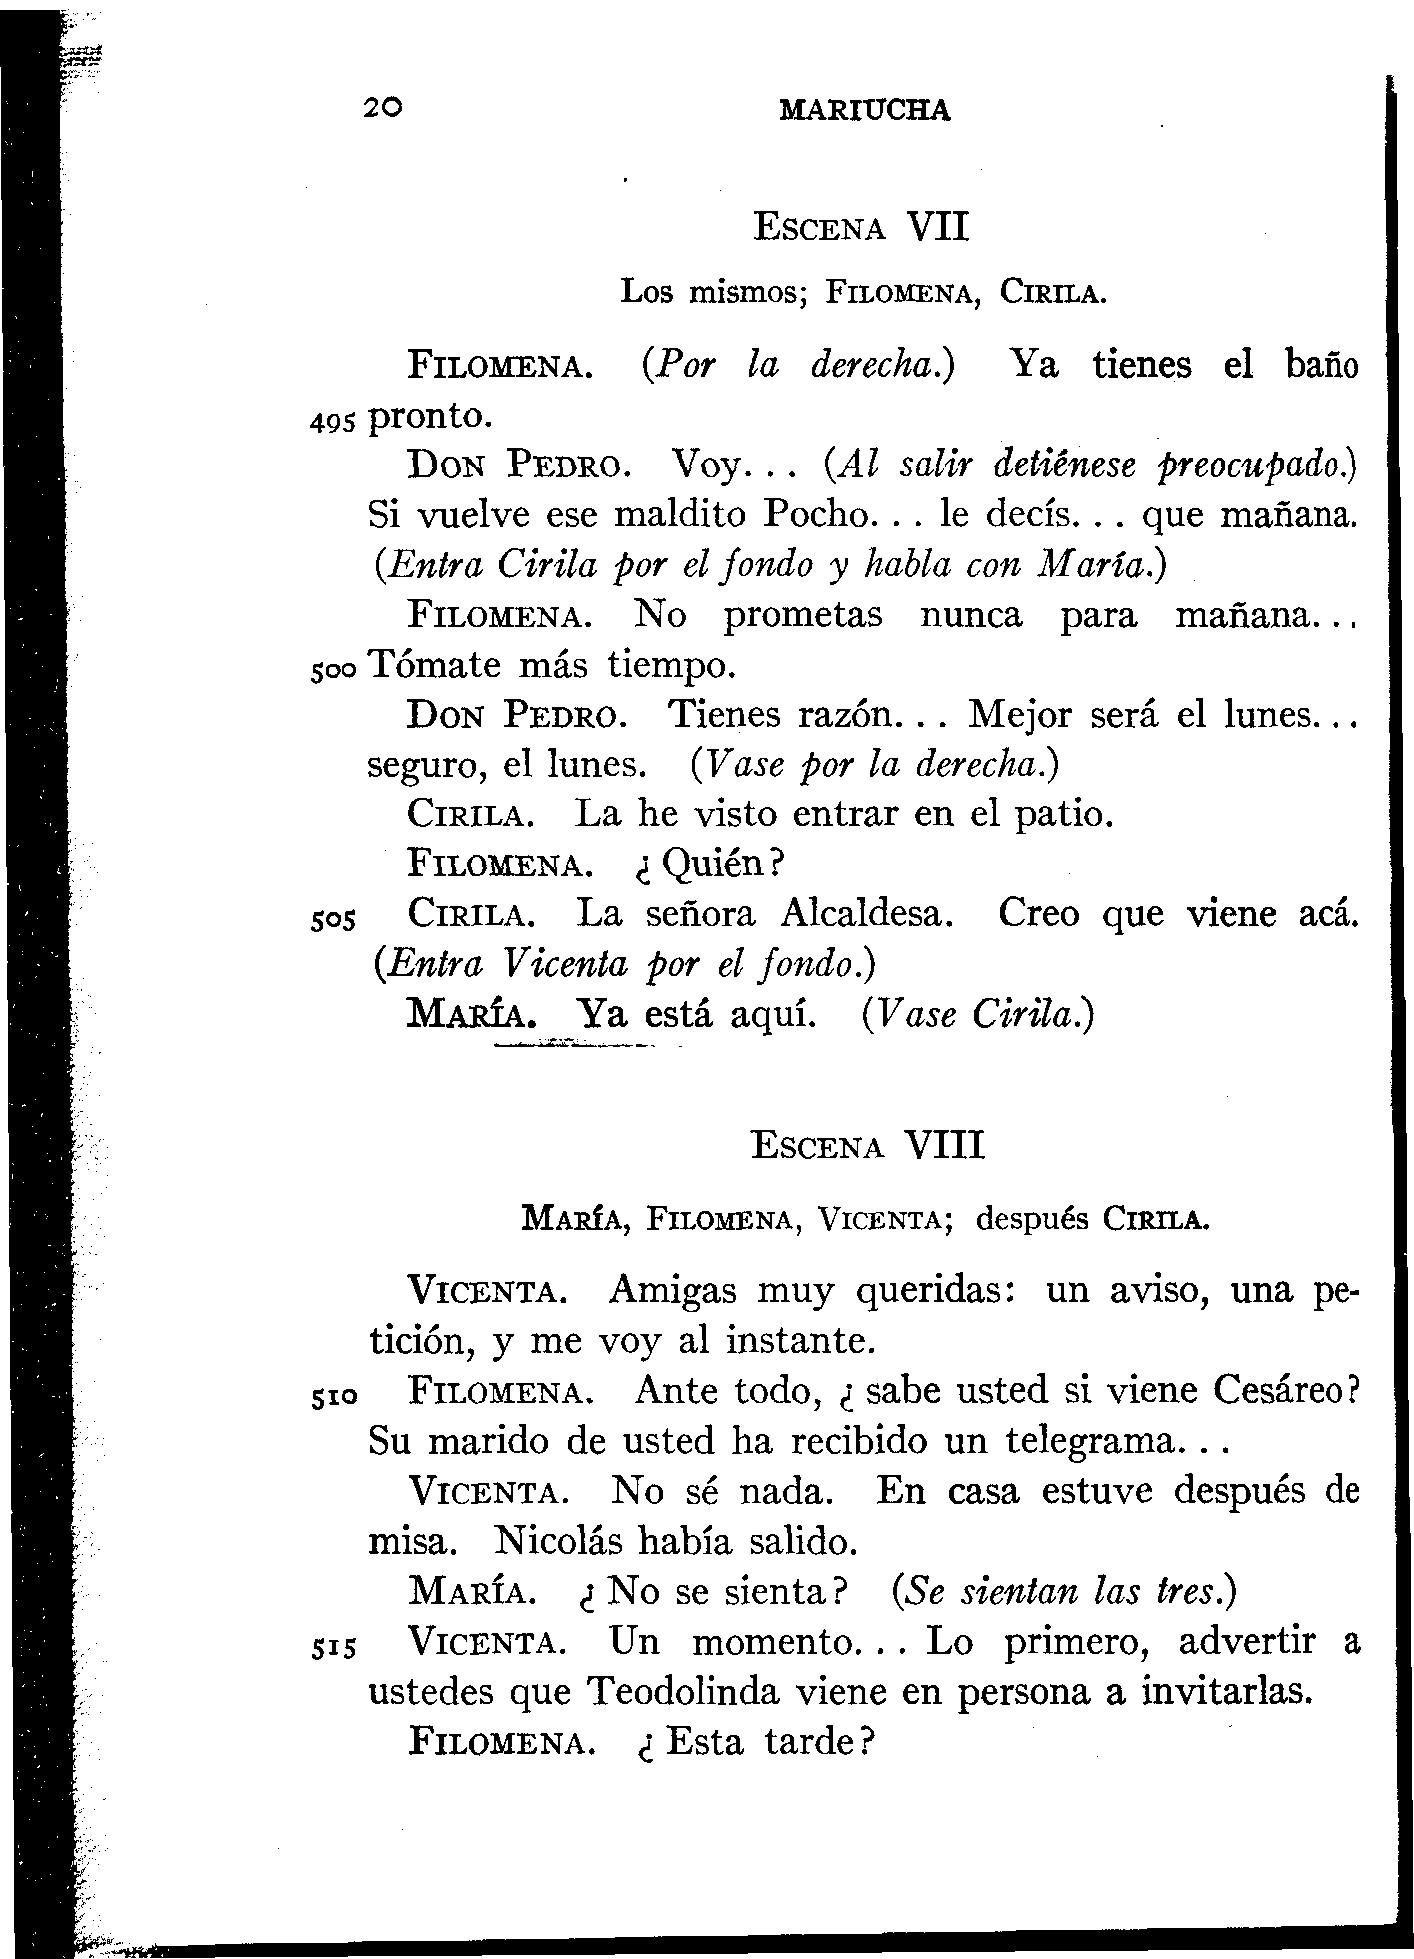 20 MARIUCHA
ESCENA VII
Los mismos; FILOMENA, CIRILA.
FILOMENA. (Por la derecha.) Ya tienes el baño
495 pronto.
DON PEDRO. Voy. . . (Al salir detiénese preocupado.)
Si vuelve ese maldito Pocho. . . le decís. . . que mañana.
(Entra Cirila por el fondo y habla con María.)
FILOMENA. No prometas nunca para mañana. . .
500 Tómate más tiempo.
DON PEDRO. Tienes razón. . . Mejor será el lunes. . .
seguro, el lunes. (Vase por la derecha.)
CIRILA. La he visto entrar en el patio.
FILOMENA. ¿ Quién?
505 CIRILA. La señora Alcaldesa. Creo que viene acá.
(Entra Vicenta por el fondo.)
MARÍA. Ya está aquí. (Vase Cirila.)
ESCENA VIII
MARÍA, FILOMENA, VICENTA; después CIRILA.
VICENTA. Amigas muy queridas: un aviso, una pe-
tición, y me voy al instante.
510 FILOMENA. Ante todo, ¿ sabe usted si viene Cesáreo?
Su marido de usted ha recibido un telegrama. . .
VICENTA. No sé nada. En casa estuve después de
misa. Nicolás había salido.
MARÍA. ¿ No se sienta? (Se sientan las tres.)
515 VICENTA. Un momento. . . Lo primero, advertir a
ustedes que Teodolinda viene en persona a invitarlas.
FILOMENA. ¿ Esta tarde?